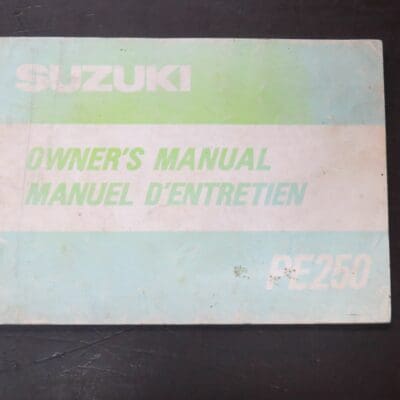 SUZUKI
OWNER'S MANUAL
MANUEL D'ENTRETIEN
PE250